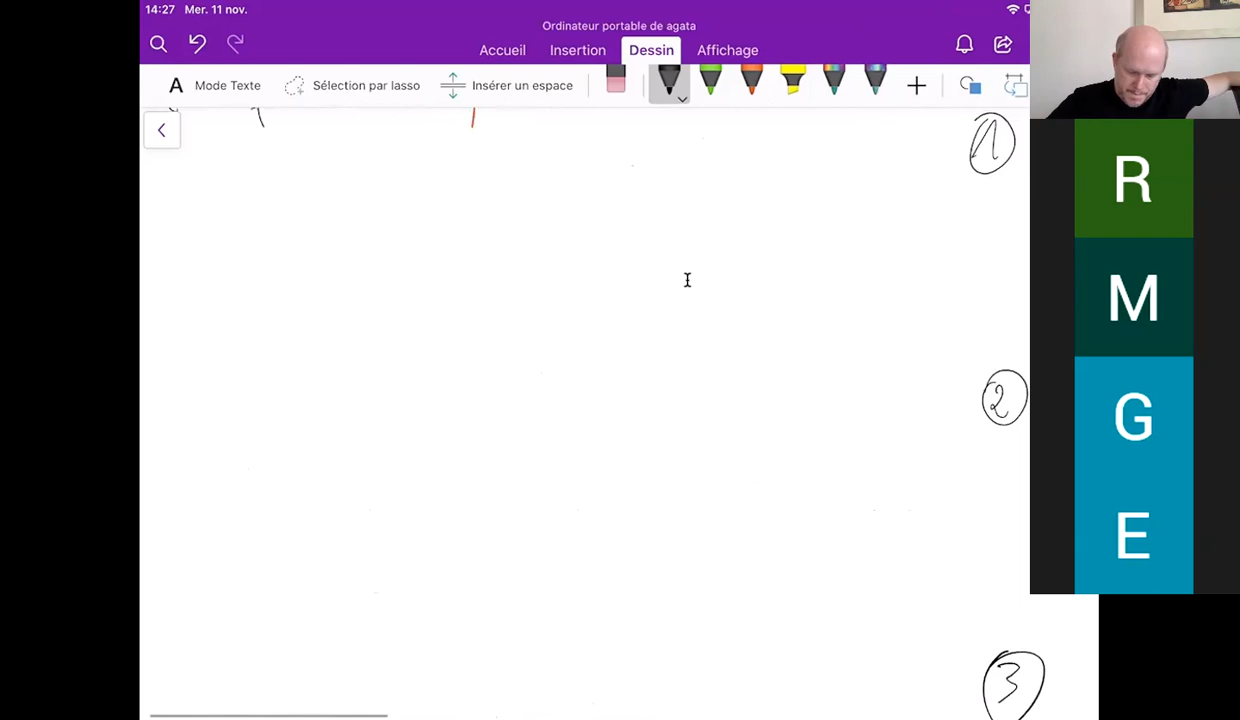 14:27 Mer. 11 nov.
Ordinateur portable de agata
Accueil Insertion Dessin Affichage
A Mode Texte Sélection par lasso Insérer un espace
1
R
M
2
G
E
3